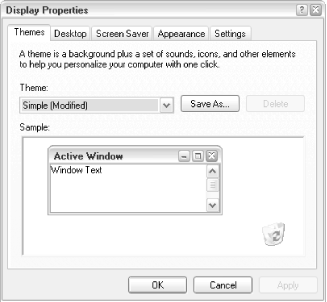 Display Properties
Themes Desktop Screen Saver Appearance Settings
A theme is a background plus a set of sounds, icons, and other elements
to help you personalize your computer with one click.
Theme:
Simple (Modified) Save As... Delete
Sample:
Active Window
Window Text
OK Cancel Apply